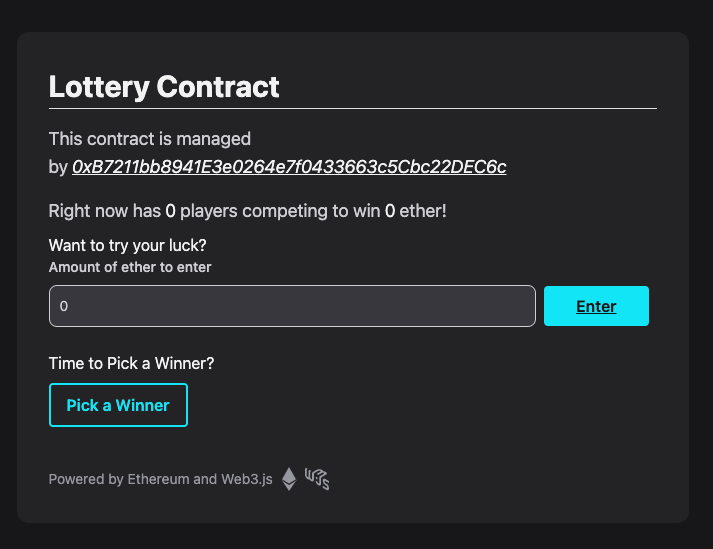 Lottery Contract
This contract is managed
by 0xB7211bb8941E3e0264e7f0433663c5Cbc22DEC6c
Right now has 0 players competing to win 0 ether!
Want to try your luck?
Amount of ether to enter
0
Enter
Time to Pick a Winner?
Pick a Winner
Powered by Ethereum and Web3.js
W3JS